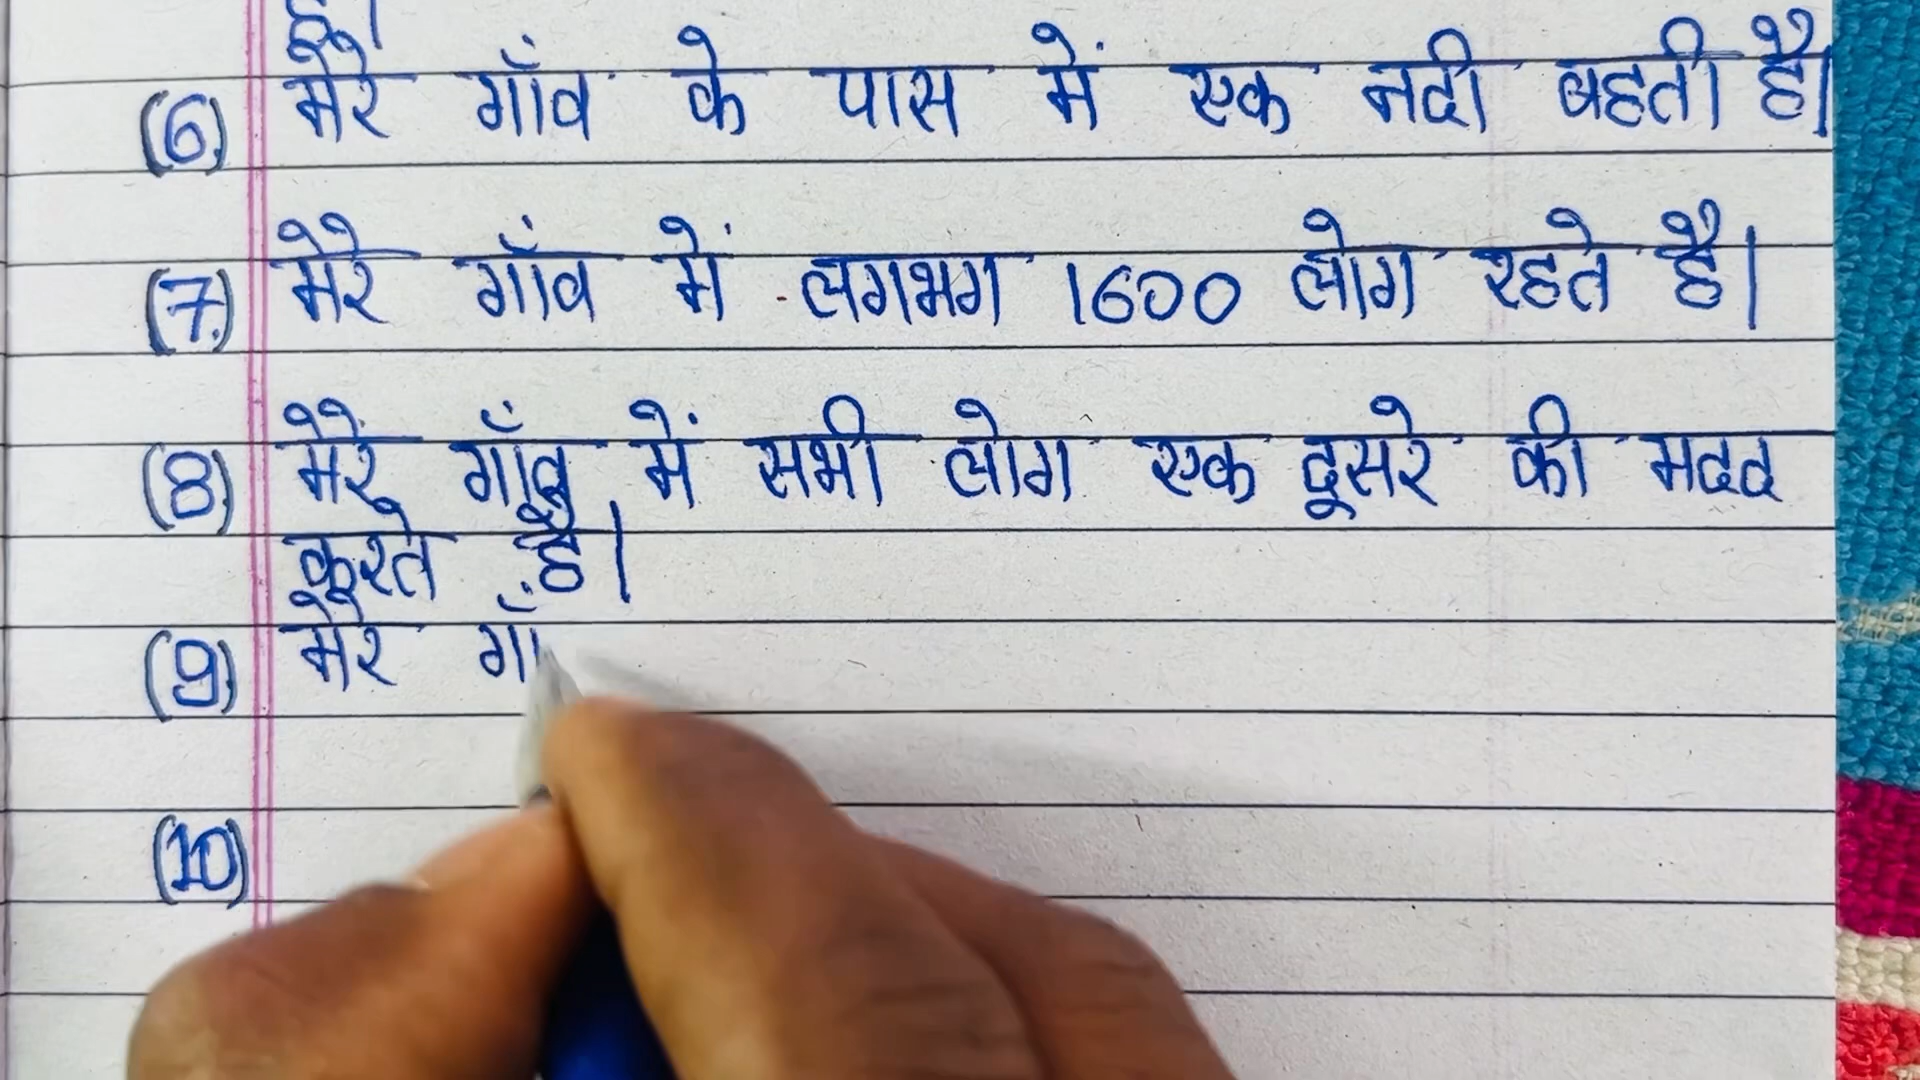 है।
(6) मेरे गाँव के पास में एक नदी बहती है।
(7) मेरे गाँव में लगभग 1600 लोग रहते है।
(8) मेरे गाँव में सभी लोग एक दूसरे की मदद
करते है।
(9) मेरे गाँ
(10)